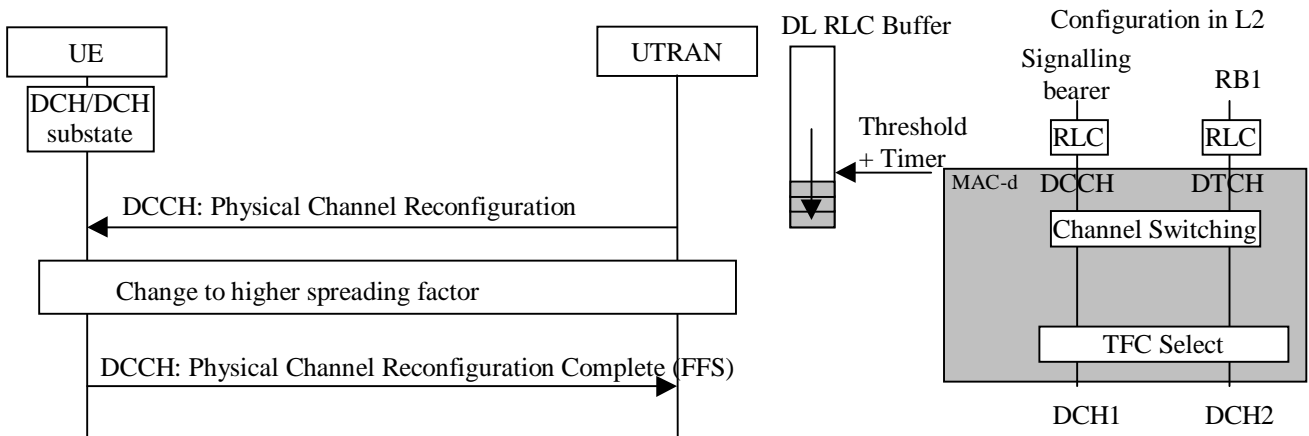 UE
UTRAN
DCH/DCH
substate
DCCH: Physical Channel Reconfiguration
Change to higher spreading factor
DCCH: Physical Channel Reconfiguration Complete (FFS)
DL RLC Buffer
Threshold
+ Timer
Configuration in L2
Signalling
bearer
RB1
RLC
RLC
MAC-d
DCCH
DTCH
Channel Switching
TFC Select
DCH1
DCH2